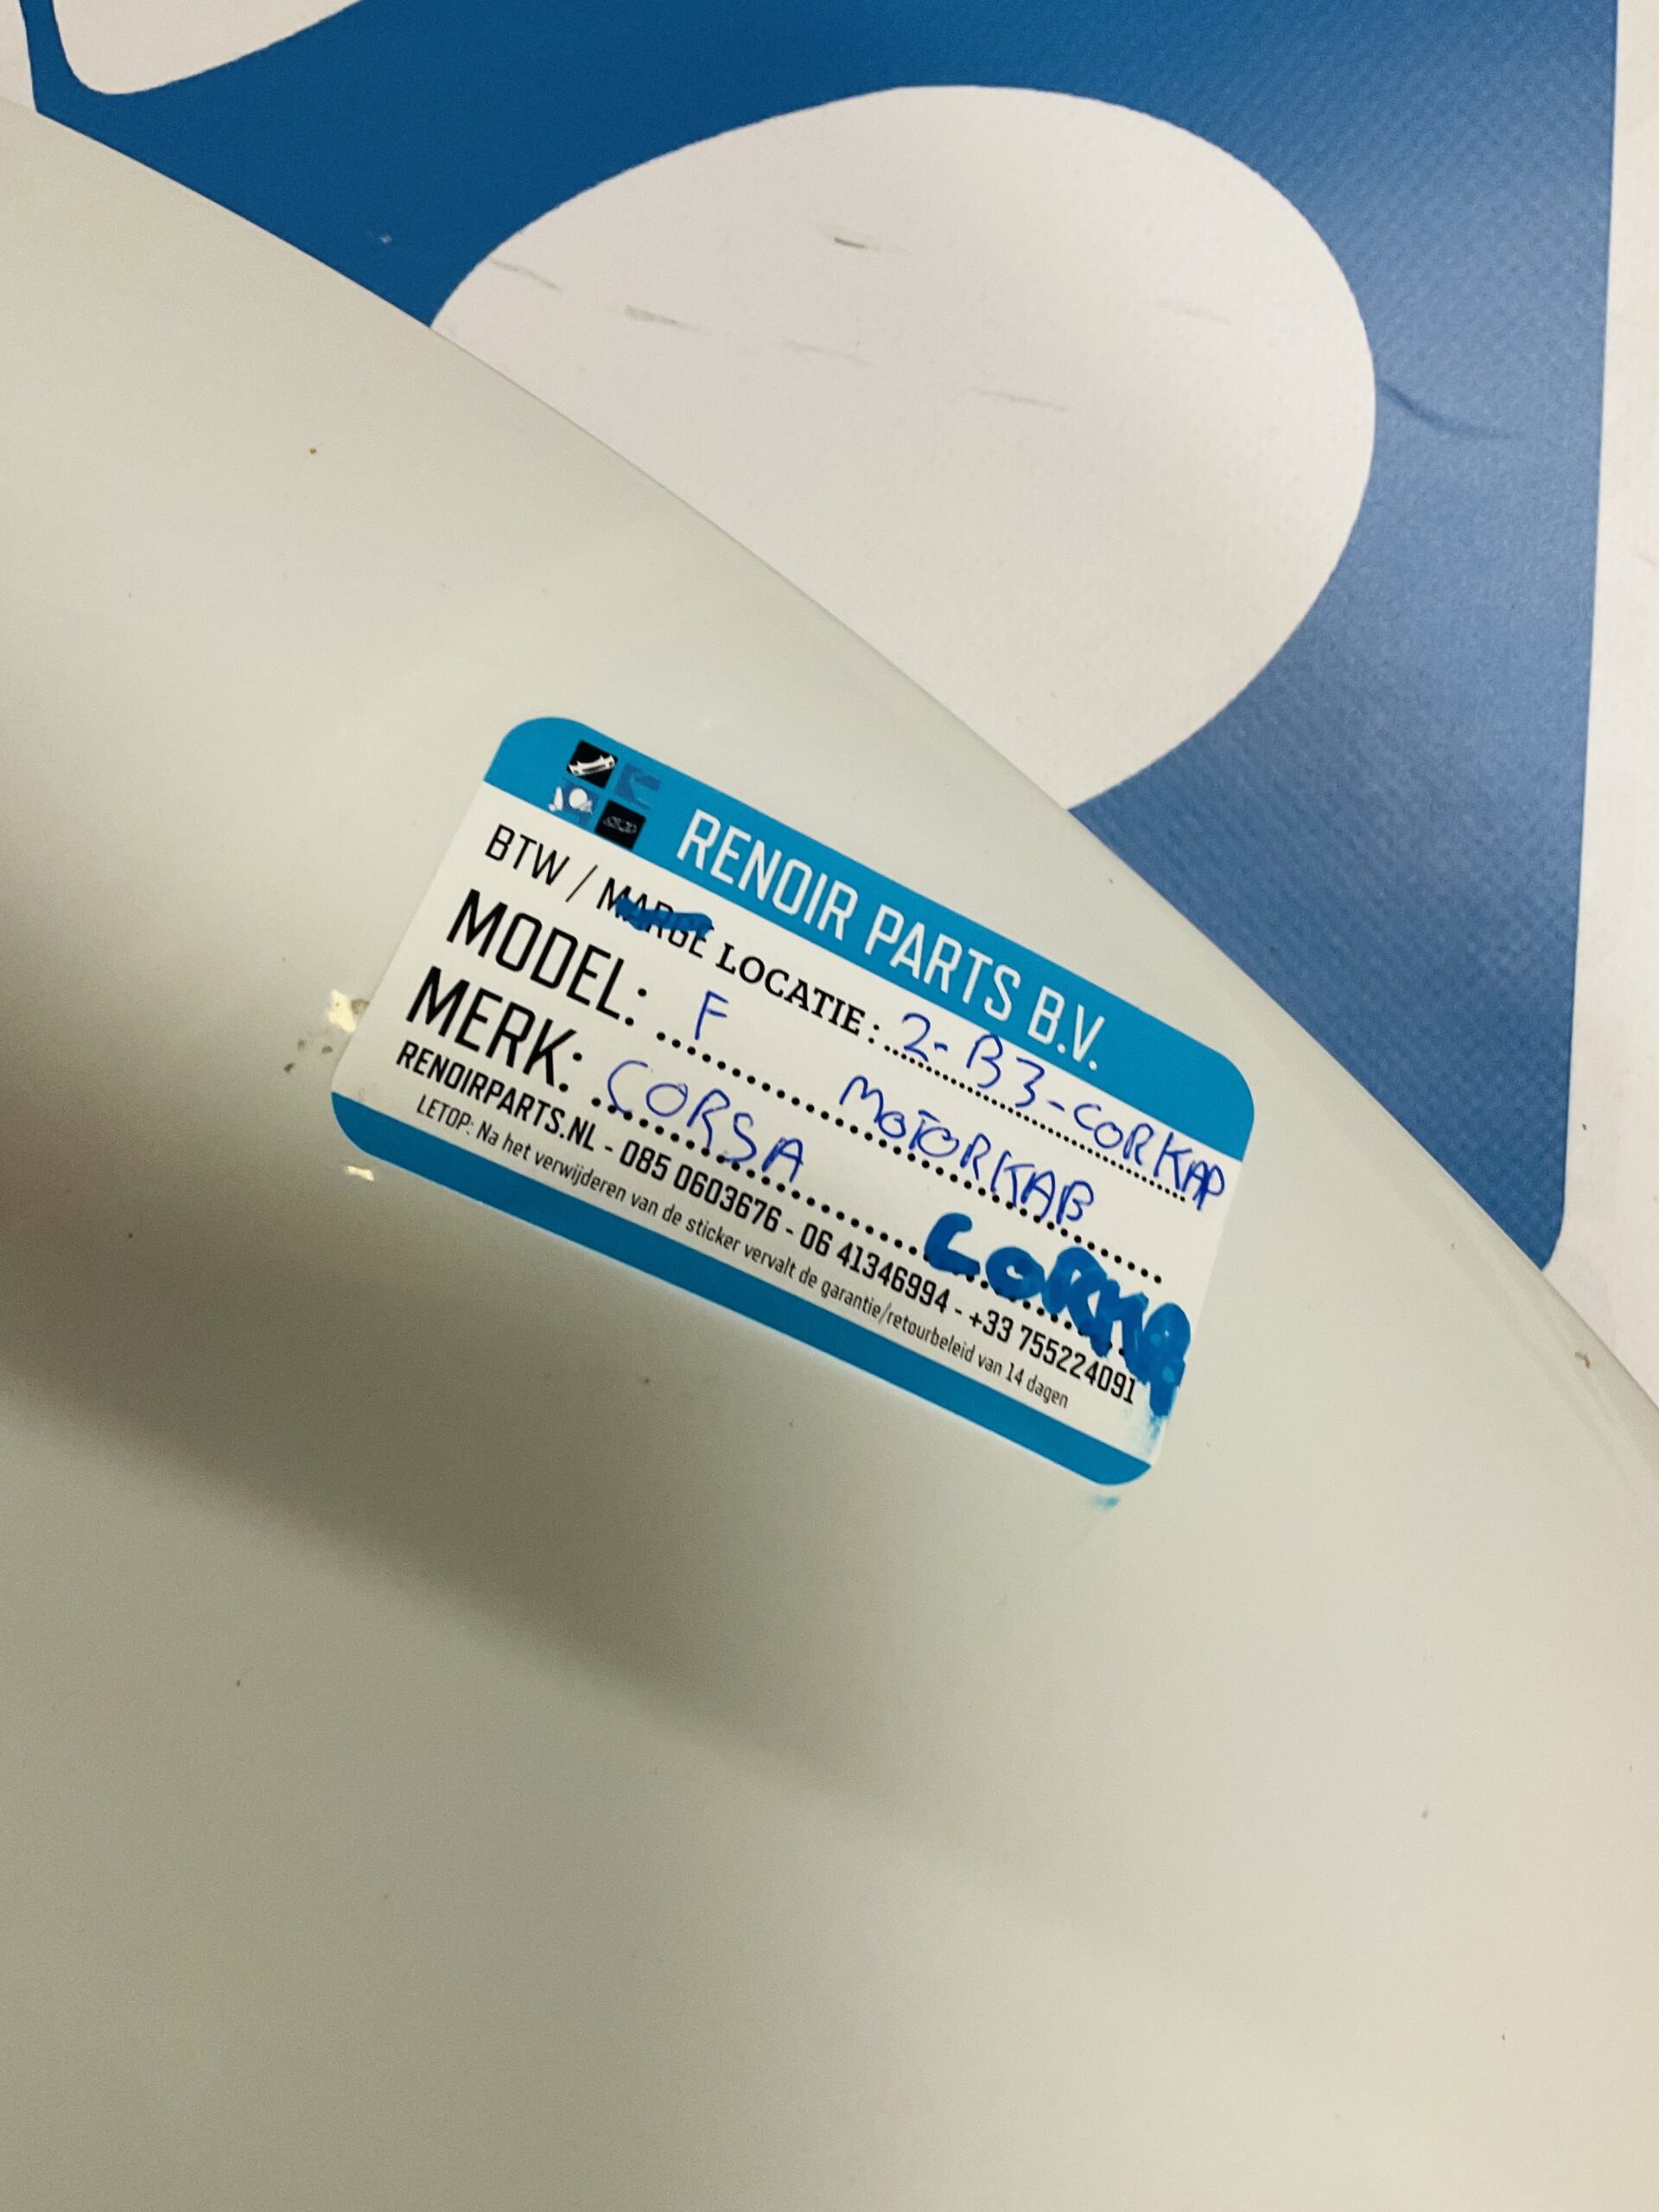 RENOIR PARTS B.V.
BTW / MARGE LOCATIE: 2-B3-CORKAP
MODEL: F MOTORKAB
MERK: CORSA
RENOIRPARTS.NL - 085 0603676 - 06 41346994 - +33 755224091
LETOP: Na het verwijderen van de sticker vervalt de garantie/retourbeleid van 14 dagen